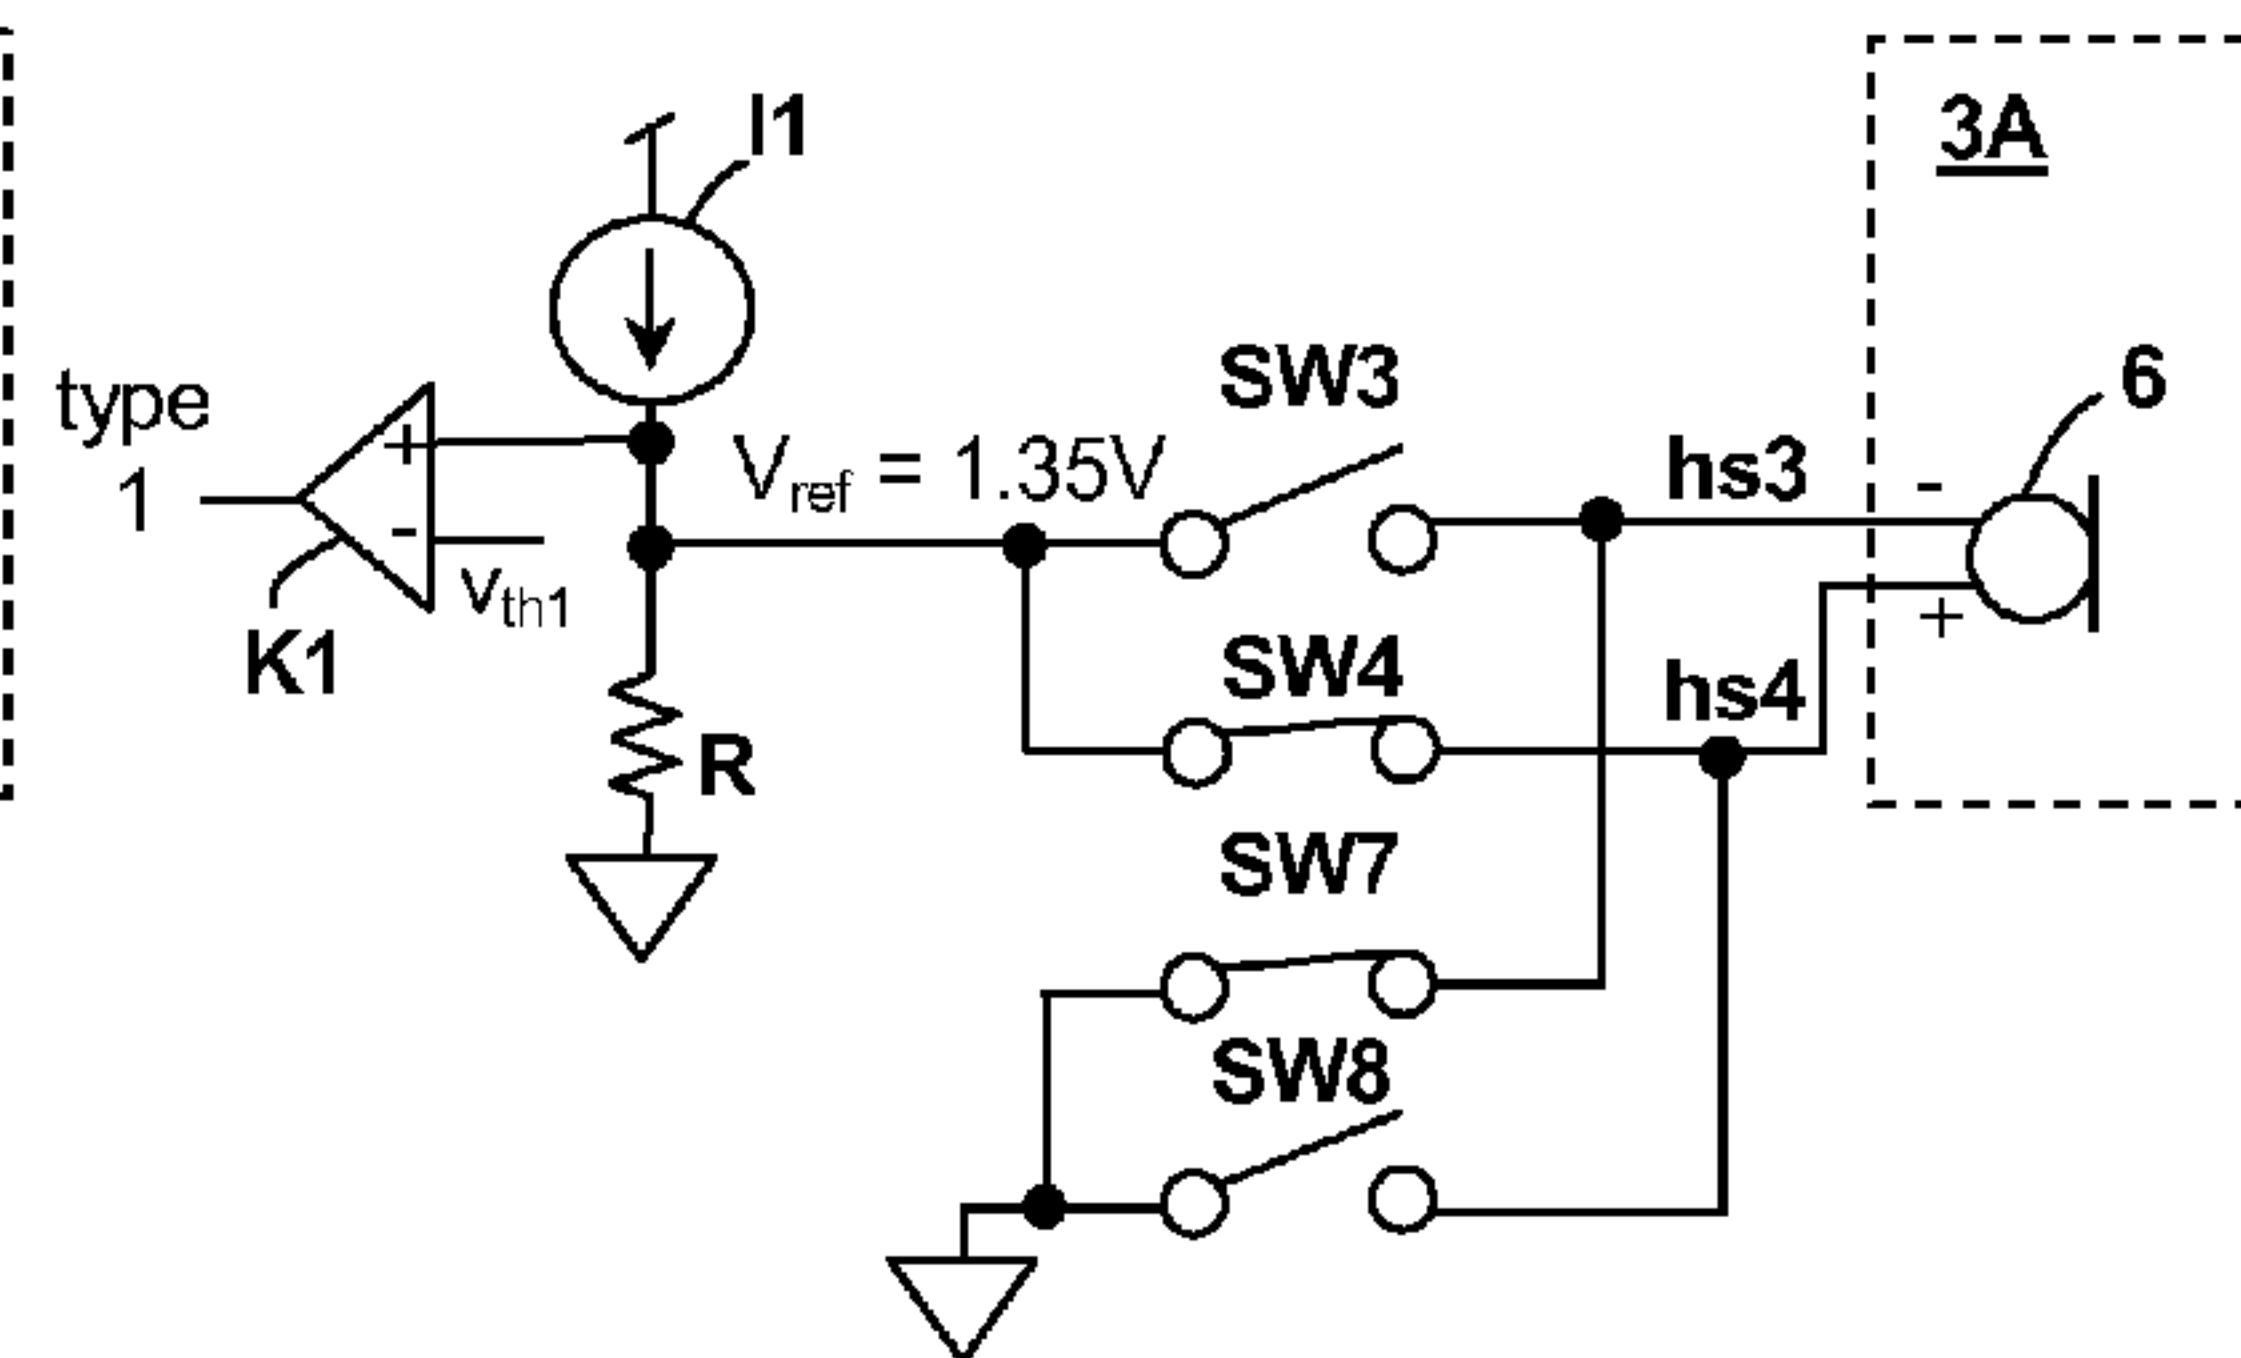 I1
3A
SW3
6
type
1
+
Vref = 1.35V
hs3
-
-
vth1
+
K1
SW4
hs4
R
SW7
SW8